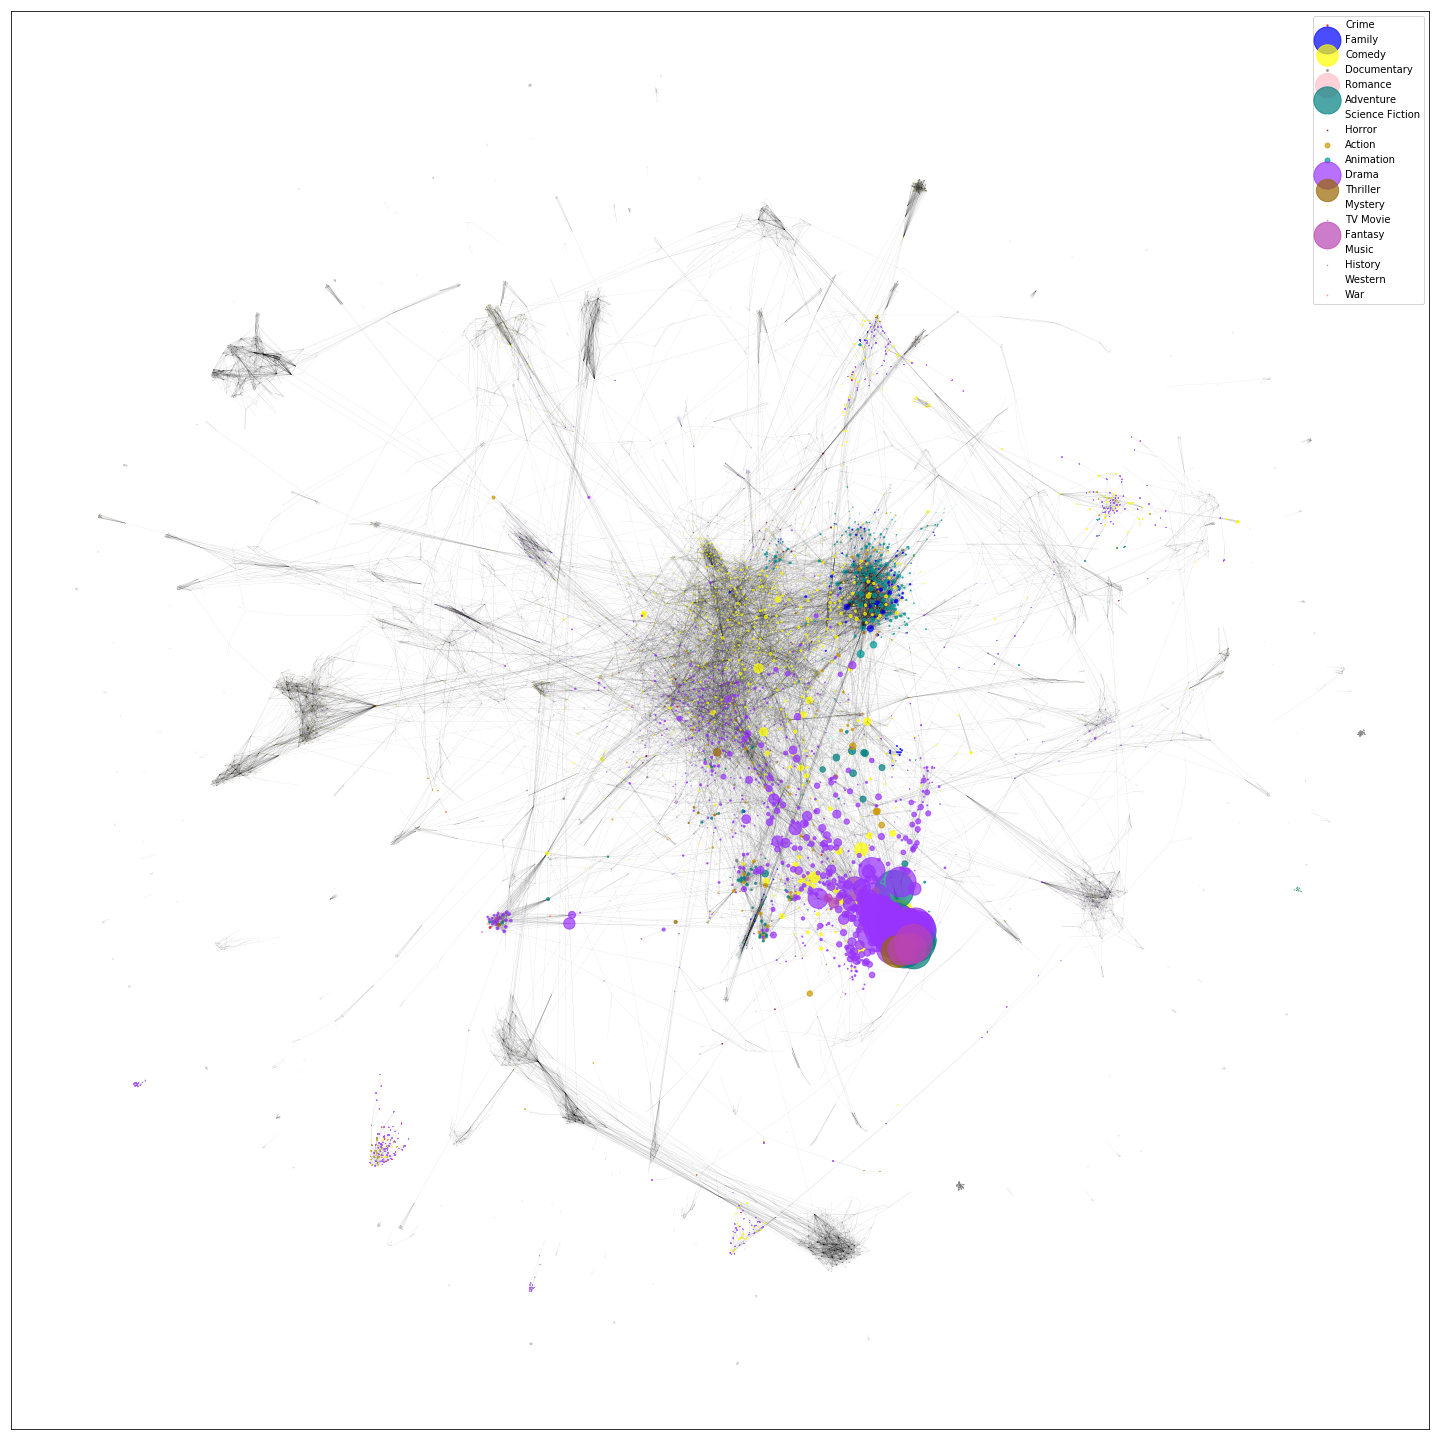 Crime
Family
Comedy
Documentary
Romance
Adventure
Science Fiction
Horror
Action
Animation
Drama
Thriller
Mystery
TV Movie
Fantasy
Music
History
Western
War